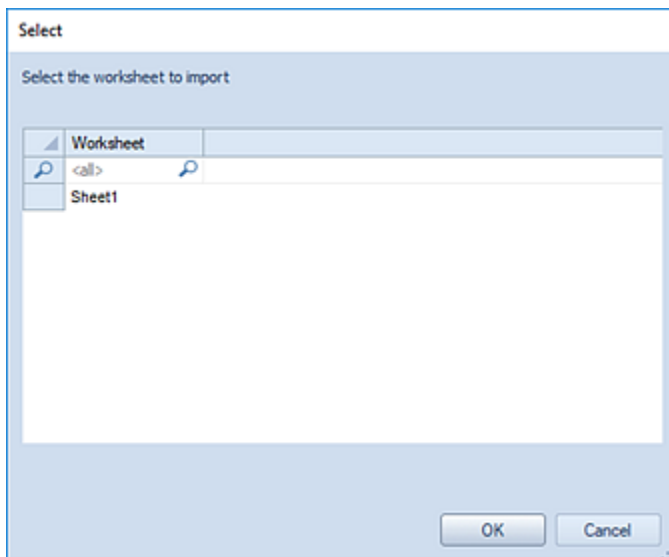 Select
Select the worksheet to import
Worksheet
<all>
Sheet1
OK Cancel